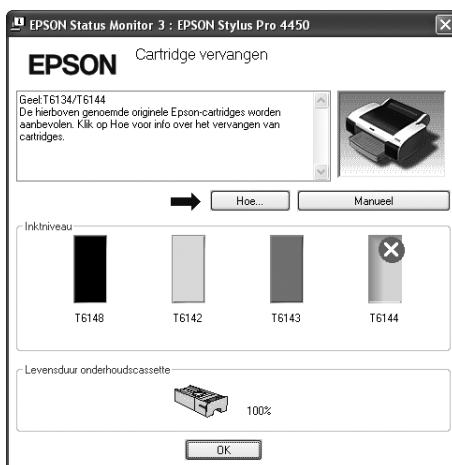 EPSON Status Monitor 3 : EPSON Stylus Pro 4450
EPSON
Cartridge vervangen
Geel:T6134/T6144
De hierboven genoemde originele Epson-cartridges worden
aanbevolen. Klik op Hoe voor info over het vervangen van
cartridges.
Hoe...
Manueel
Inktniveau
T6148
T6142
T6143
T6144
Levensduur onderhoudscassette
100%
OK